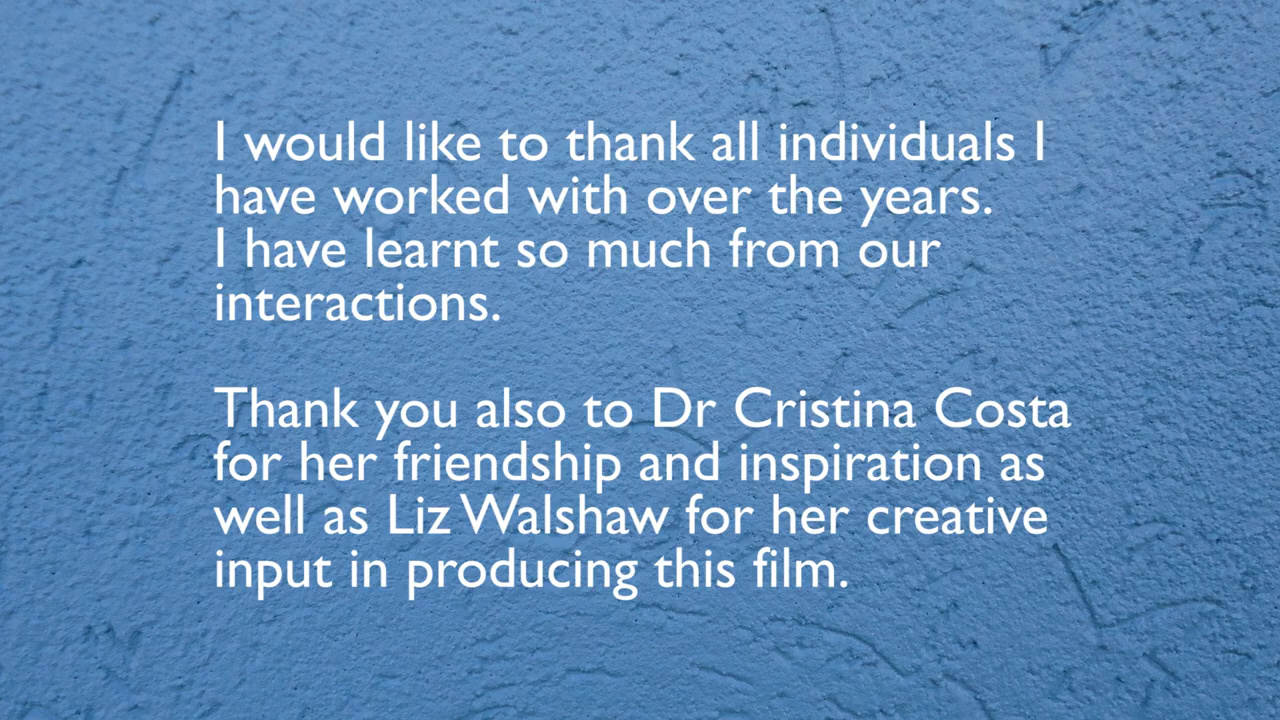 I would like to thank all individuals I
have worked with over the years.
I have learnt so much from our
interactions.
Thank you also to Dr Cristina Costa
for her friendship and inspiration as
well as Liz Walshaw for her creative
input in producing this film.